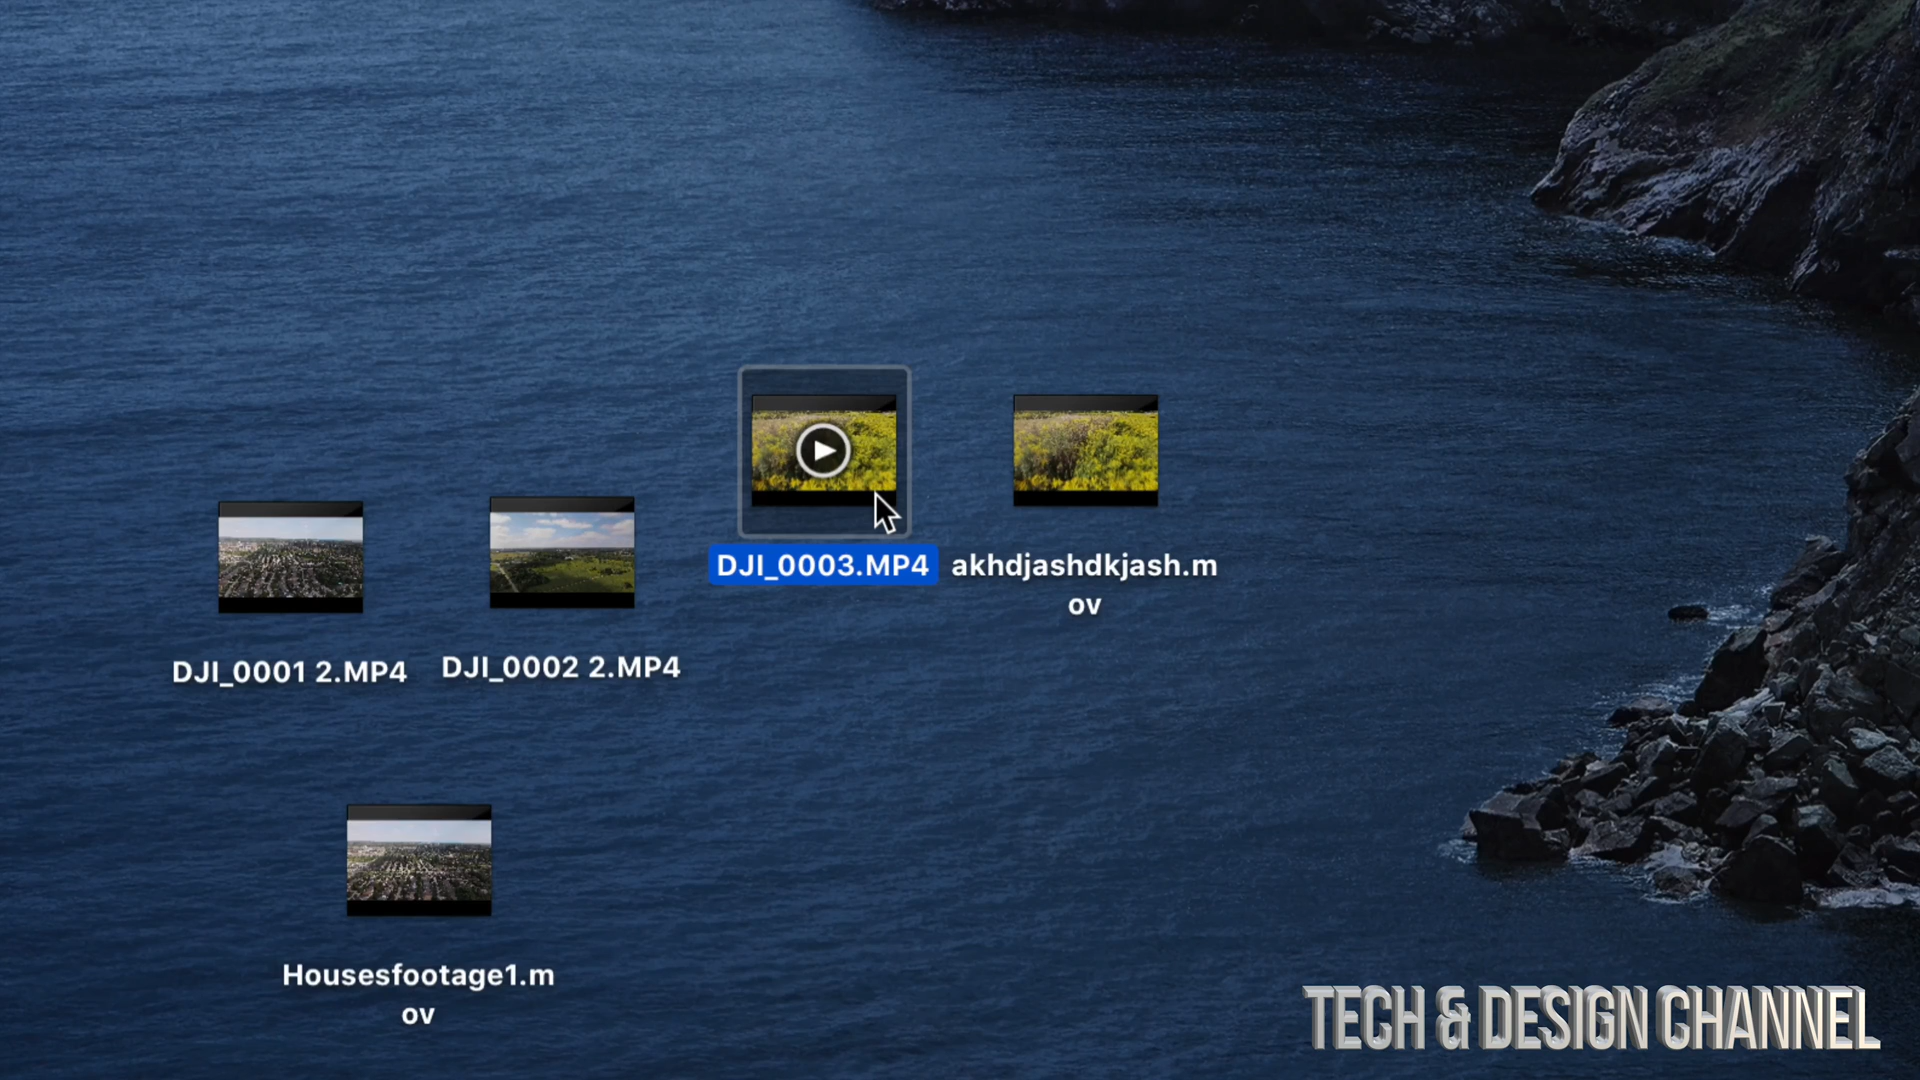 DJI_0003.MP4
akhdjashdkjash.m
ov
DJI_0001 2.MP4
DJI_0002 2.MP4
Housesfootage1.m
ov
TECH & DESIGN CHANNEL